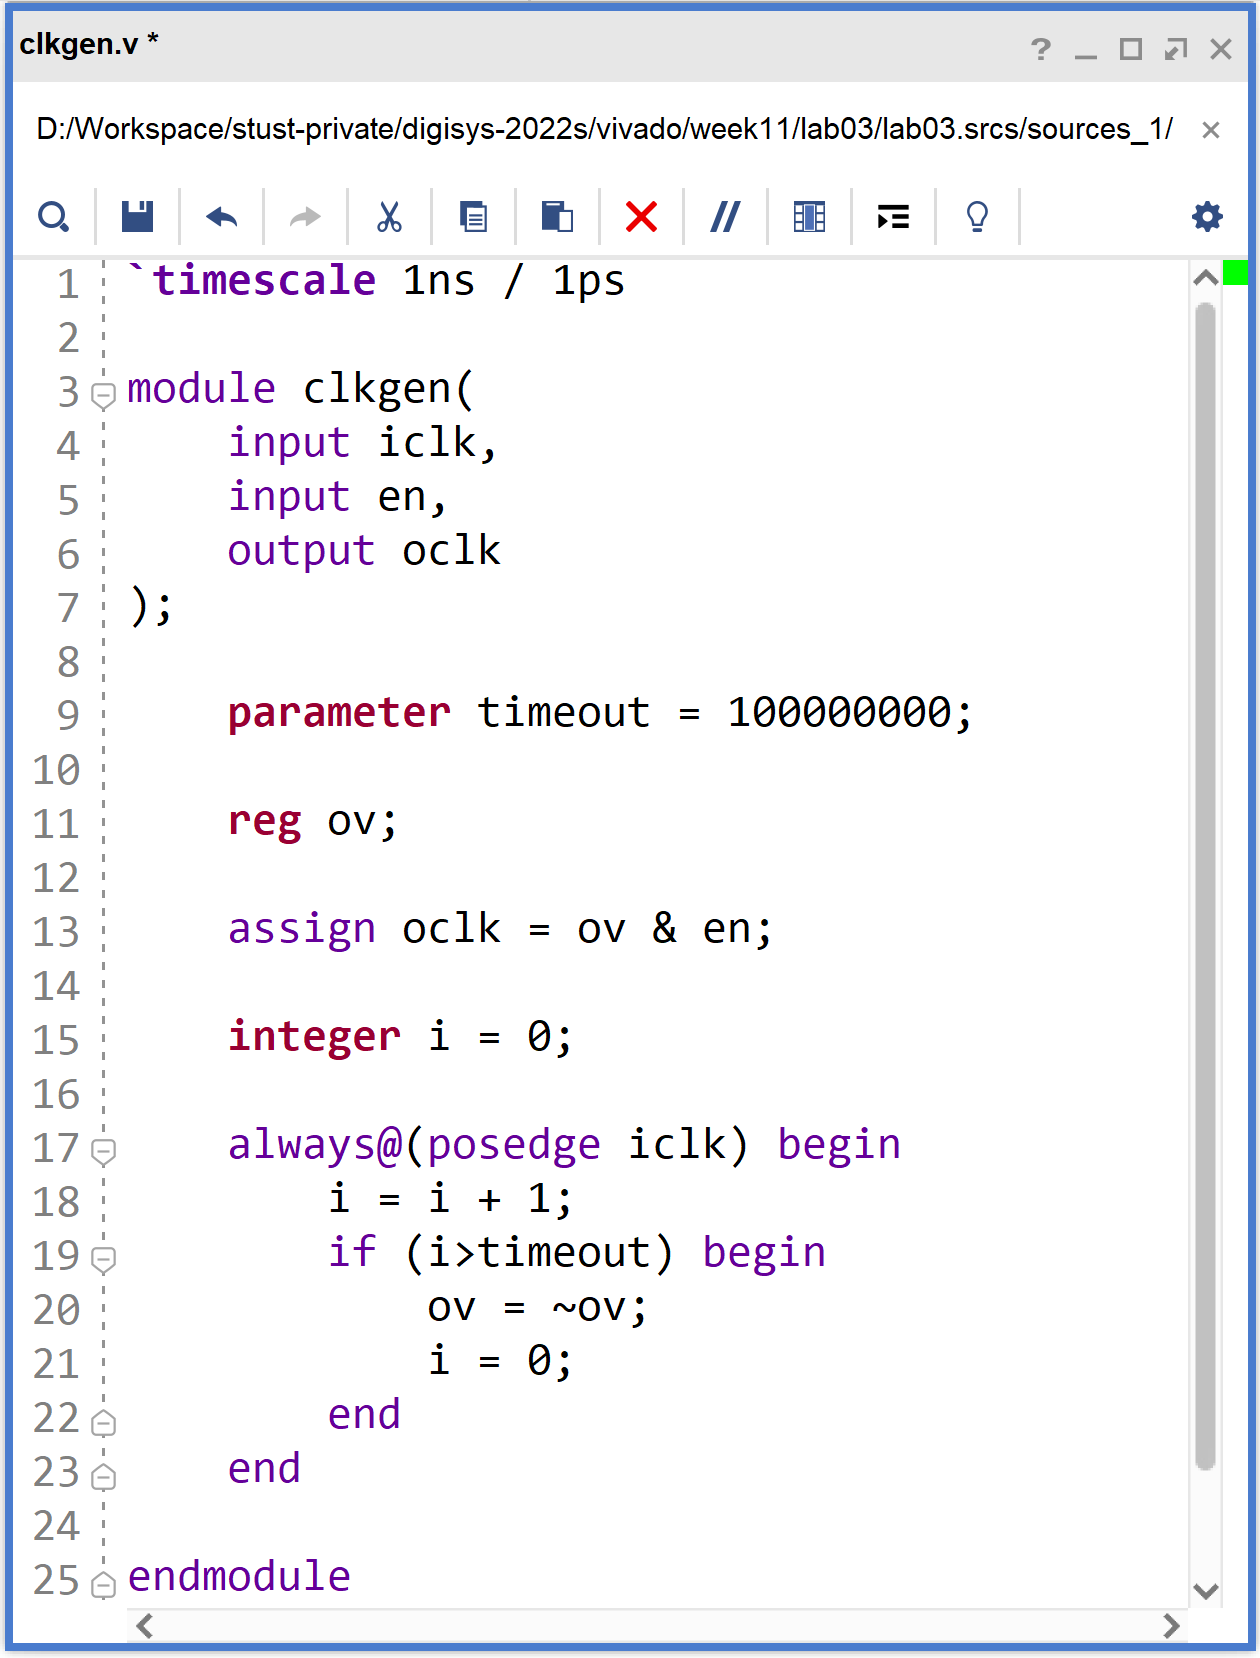 clkgen.v *
D:/Workspace/stust-private/digisys-2022s/vivado/week11/lab03/lab03.srcs/sources_1/
1 `timescale 1ns / 1ps
2
3 module clkgen(
4     input iclk,
5     input en,
6     output oclk
7 );
8
9     parameter timeout = 100000000;
10
11     reg ov;
12
13     assign oclk = ov & en;
14
15     integer i = 0;
16
17     always@(posedge iclk) begin
18         i = i + 1;
19         if (i>timeout) begin
20             ov = ~ov;
21             i = 0;
22         end
23     end
24
25 endmodule